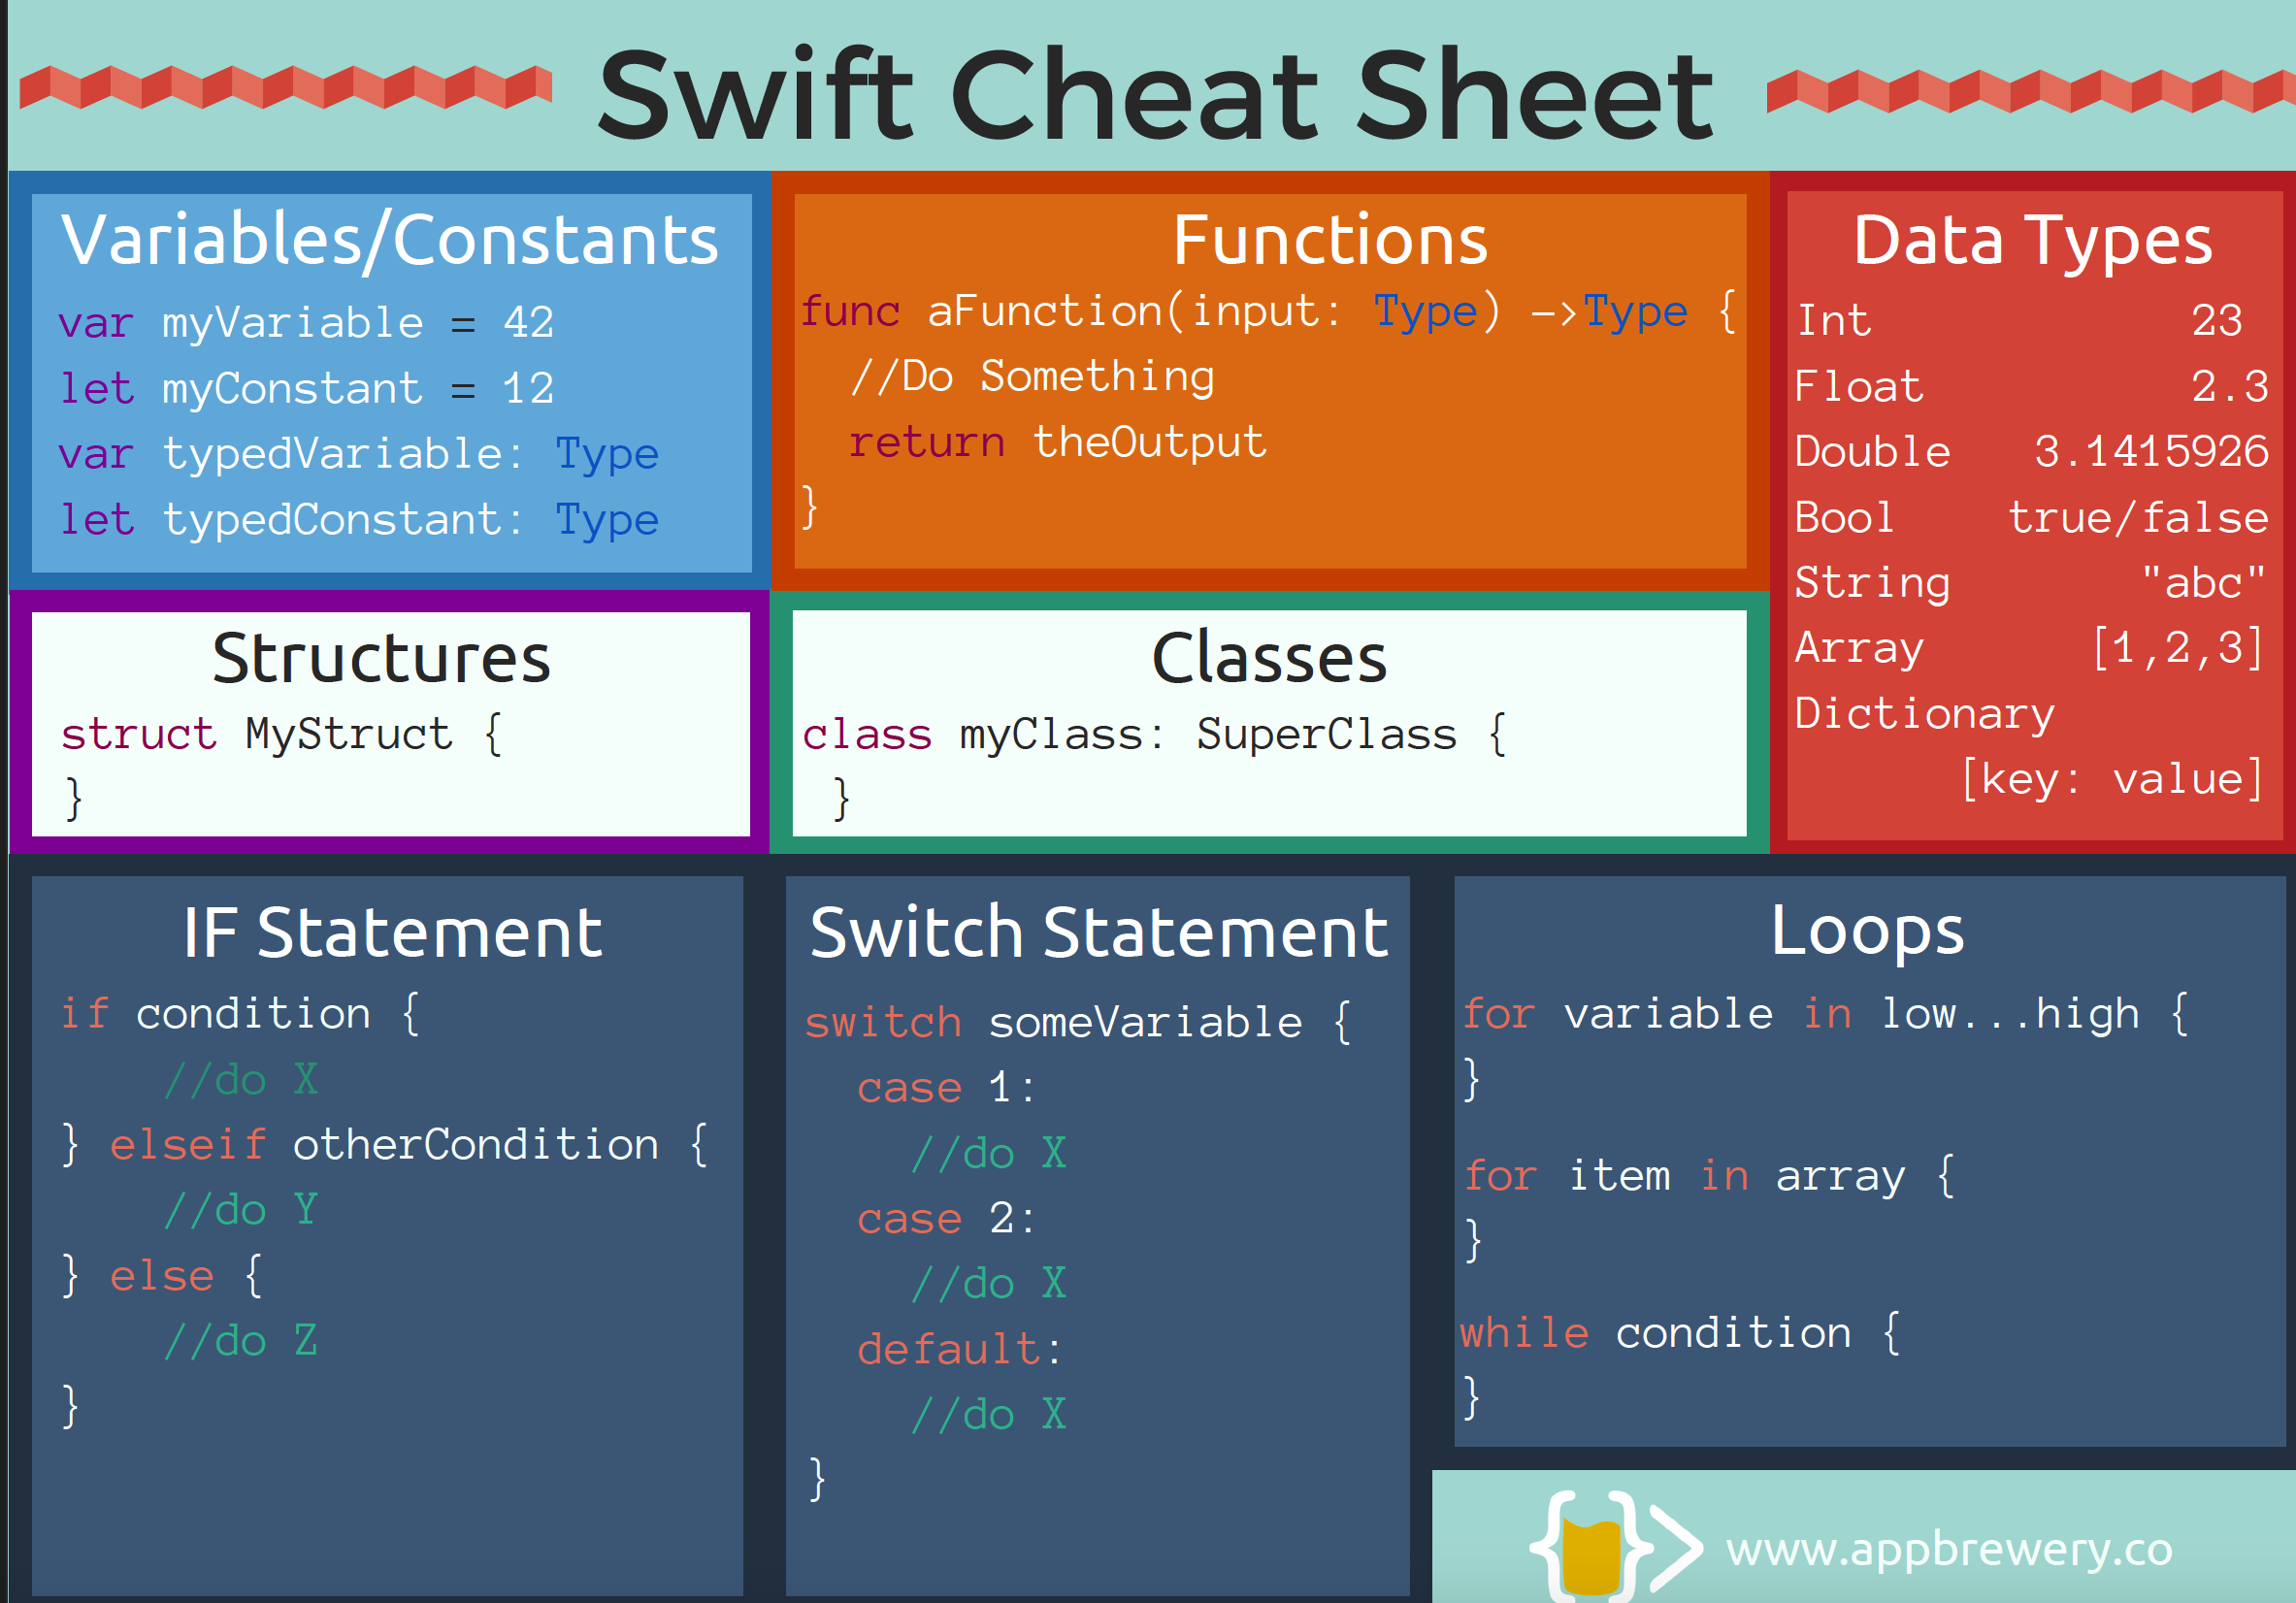 Swift Cheat Sheet
Variables/Constants
var myVariable = 42
let myConstant = 12
var typedVariable: Type
let typedConstant: Type
Functions
func aFunction(input: Type) ->Type {
//Do Something
return theOutput
}
Data Types
Int 23
Float 2.3
Double 3.1415926
Bool true/false
String "abc"
Array [1,2,3]
Dictionary
[key: value]
Structures
struct MyStruct {
}
Classes
class myClass: SuperClass {
}
IF Statement
if condition {
//do X
} elseif otherCondition {
//do Y
} else {
//do Z
}
Switch Statement
switch someVariable {
case 1:
//do X
case 2:
//do X
default:
//do X
}
Loops
for variable in low...high {
}
for item in array {
}
while condition {
}
www.appbrewery.co